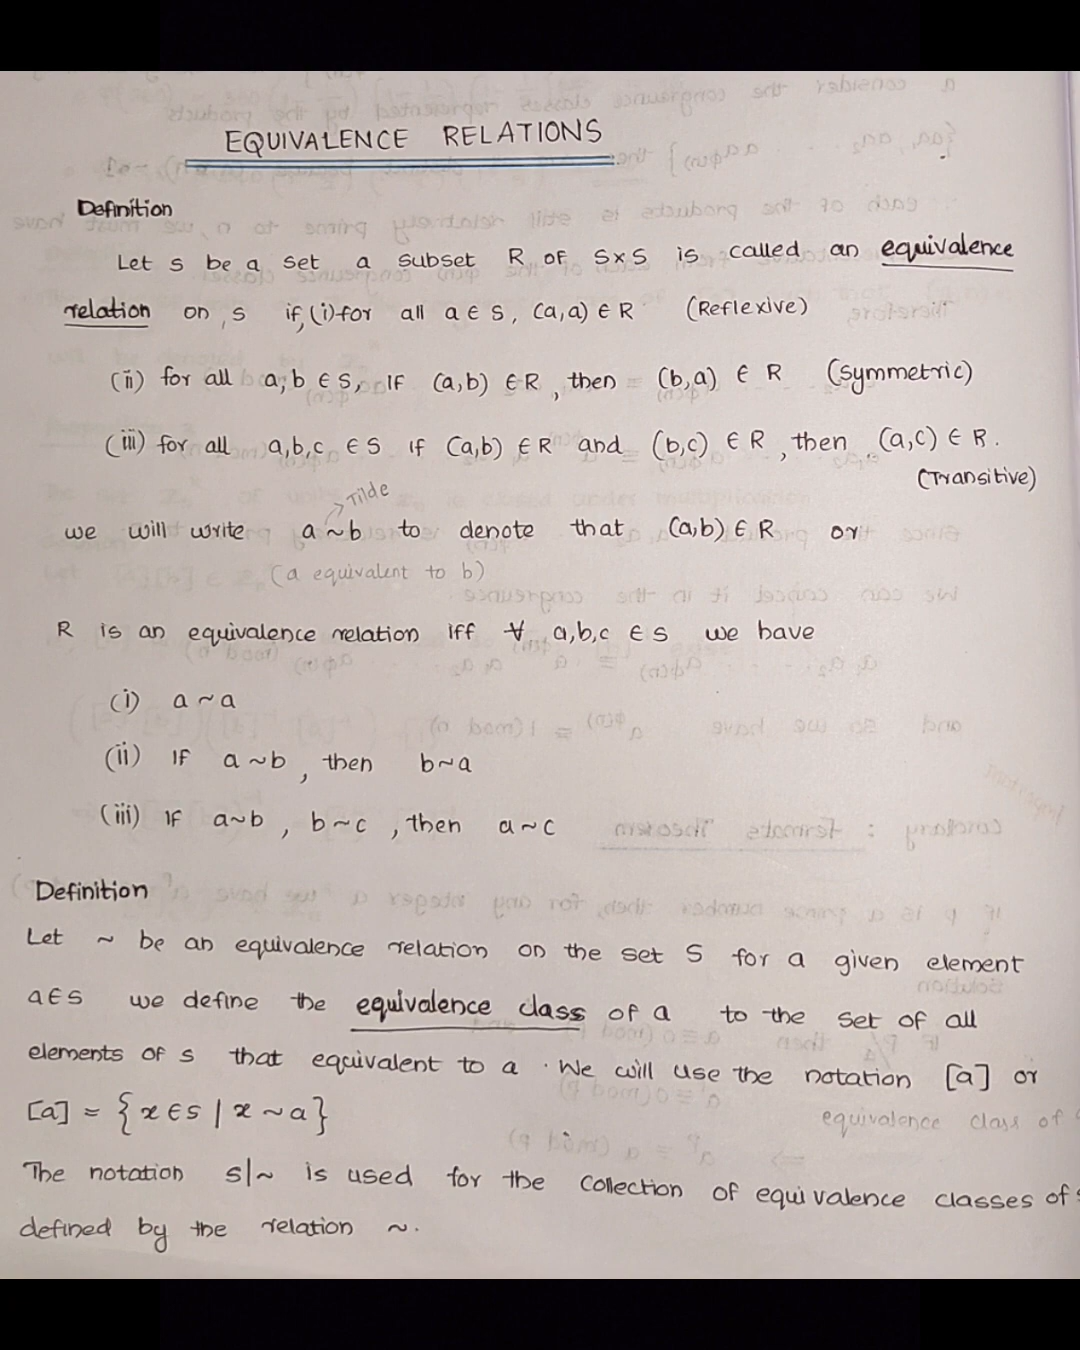 EQUIVALENCE RELATIONS
Definition
Let s be a set a subset R OF S×S is called an equivalence
relation on s if, (i) for all a ∈ s, (a,a) ∈ R (Reflexive)
(ii) for all a,b ∈ S, IF (a,b) ∈ R, then (b,a) ∈ R (symmetric)
(iii) for all a,b,c ∈ S If (a,b) ∈ R and (b,c) ∈ R, then (a,c) ∈ R.
(Transitive)
Tilde
we will write a ~ b to denote that (a,b) ∈ R or
(a equivalent to b)
R is an equivalence relation iff ∀ a,b,c ∈ s we have
(i) a ~ a
(ii) IF a ~ b, then b ~ a
(iii) IF a ~ b, b ~ c, then a ~ c
Definition
Let ~ be an equivalence relation on the set S for a given element
a ∈ s we define the equivalence class of a to the set of all
elements of s that equivalent to a. We will use the notation [a] or
[a] = {x ∈ s | x ~ a} equivalence class of
The notation s|~ is used for the collection of equivalence classes of s
defined by the relation ~.